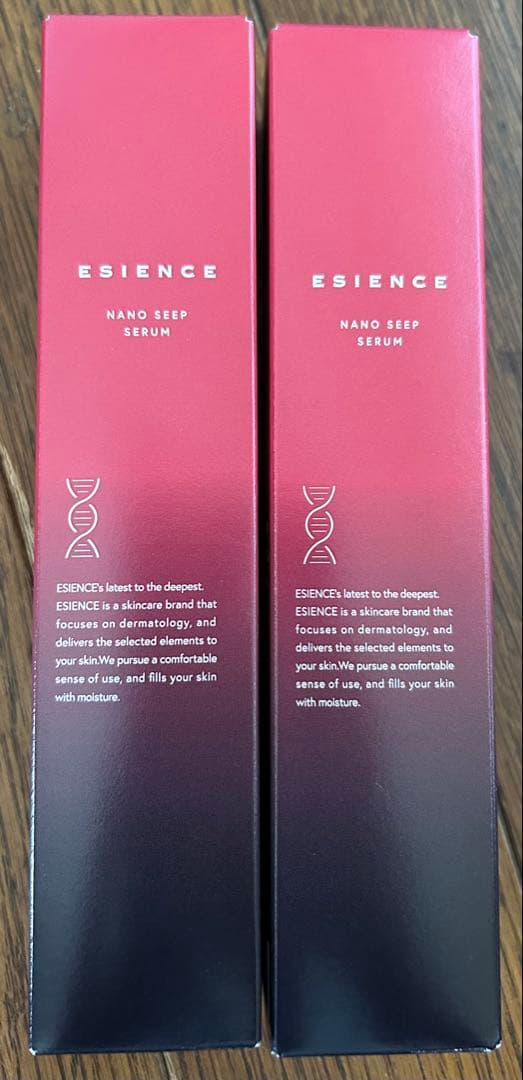 ESIENCE
NANO SEEP
SERUM
ESIENCE's latest to the deepest.
ESIENCE is a skincare brand that
focuses on dermatology, and
delivers the selected elements to
your skin.We pursue a comfortable
sense of use, and fills your skin
with moisture.
ESIENCE
NANO SEEP
SERUM
ESIENCE's latest to the deepest.
ESIENCE is a skincare brand that
focuses on dermatology, and
delivers the selected elements to
your skin.We pursue a comfortable
sense of use, and fills your skin
with moisture.